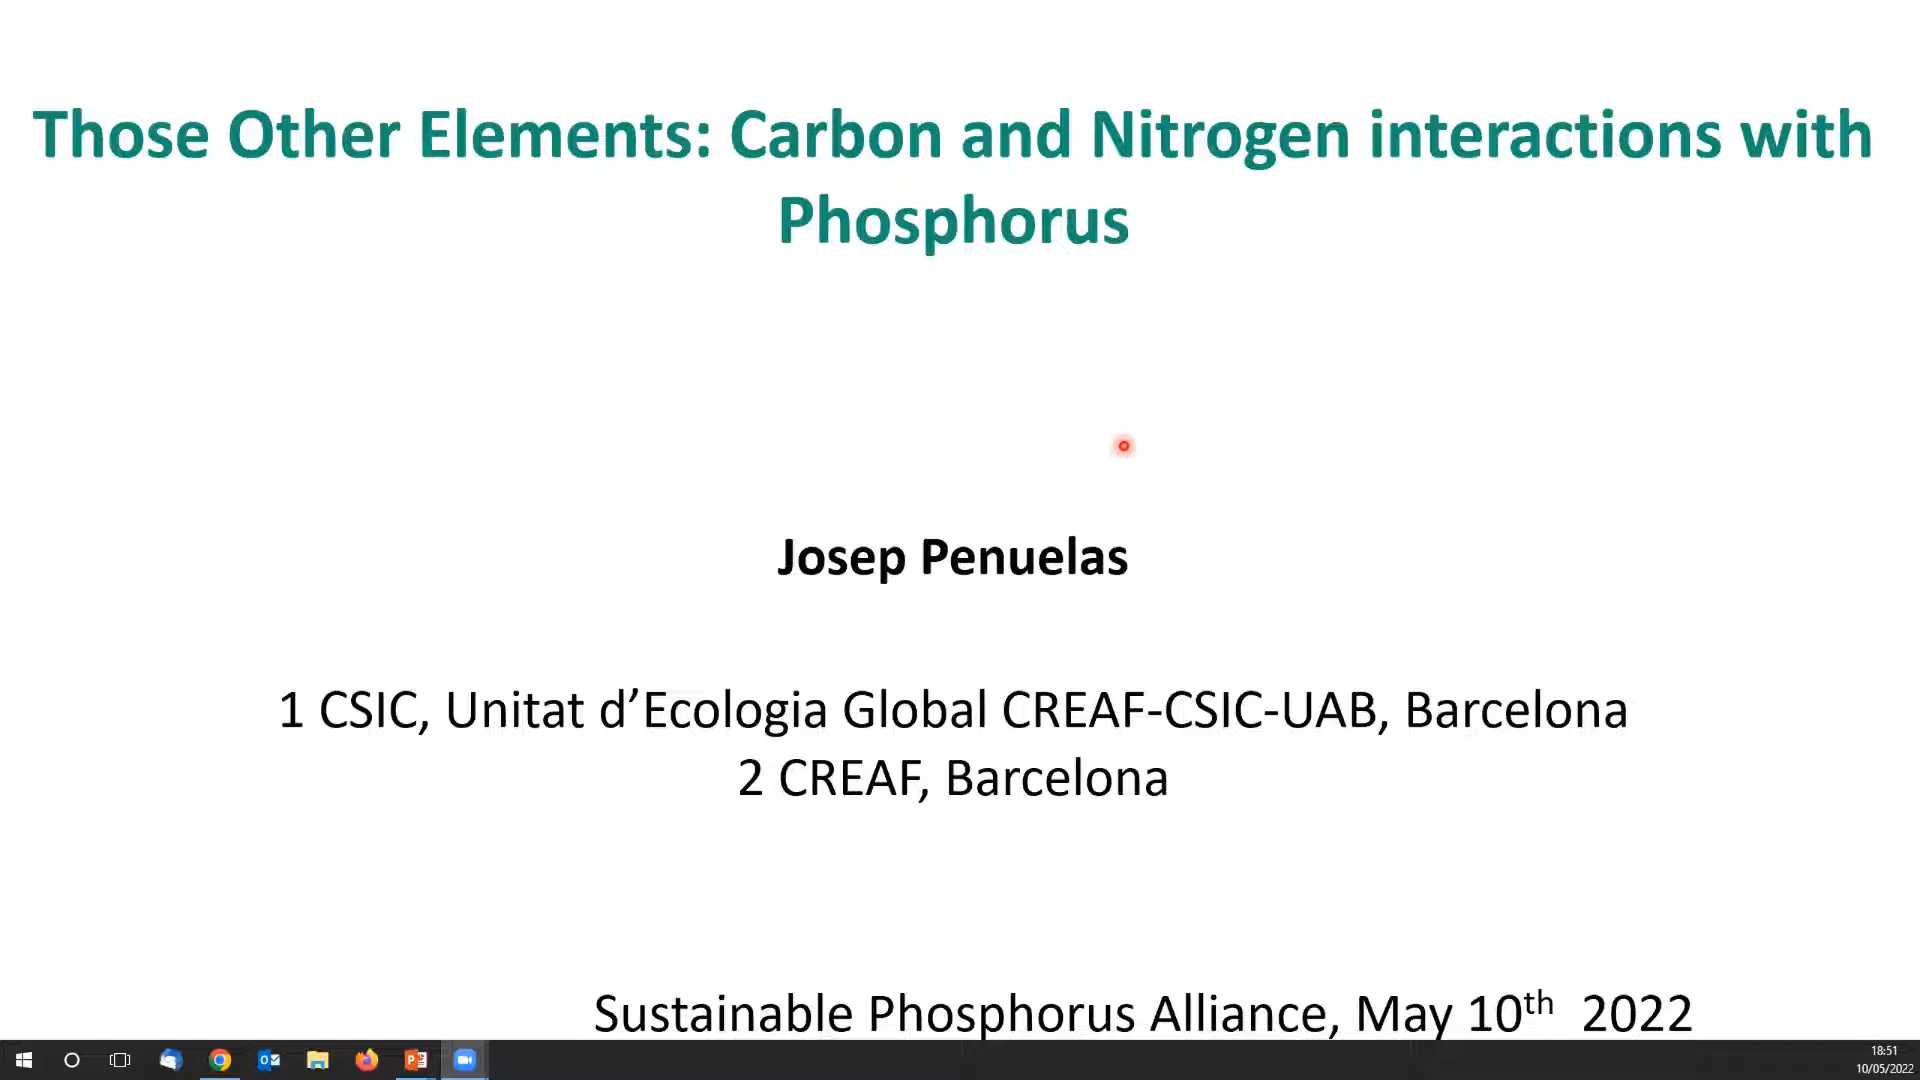 Those Other Elements: Carbon and Nitrogen interactions with
Phosphorus
Josep Penuelas
1 CSIC, Unitat d’Ecologia Global CREAF-CSIC-UAB, Barcelona
2 CREAF, Barcelona
Sustainable Phosphorus Alliance, May 10th 2022
18:51
10/05/2022